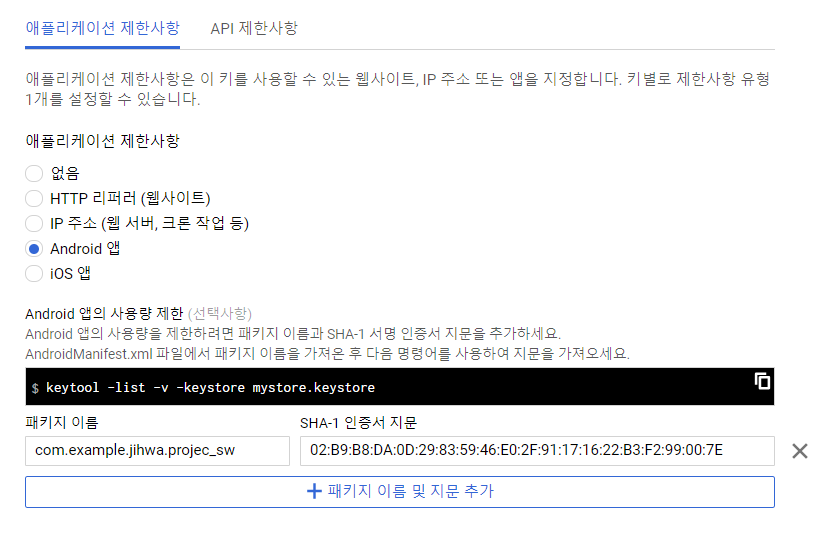 애플리케이션 제한사항 API 제한사항
애플리케이션 제한사항은 이 키를 사용할 수 있는 웹사이트, IP 주소 또는 앱을 지정합니다. 키별로 제한사항 유형
1개를 설정할 수 있습니다.
애플리케이션 제한사항
없음
HTTP 리퍼러 (웹사이트)
IP 주소 (웹 서버, 크론 작업 등)
Android 앱
iOS 앱
Android 앱의 사용량 제한 (선택사항)
Android 앱의 사용량을 제한하려면 패키지 이름과 SHA-1 서명 인증서 지문을 추가하세요.
AndroidManifest.xml 파일에서 패키지 이름을 가져온 후 다음 명령어를 사용하여 지문을 가져오세요.
$ keytool -list -v -keystore mystore.keystore
패키지 이름 SHA-1 인증서 지문
com.example.jihwa.projec_sw 02:B9:B8:DA:0D:29:83:59:46:E0:2F:91:17:16:22:B3:F2:99:00:7E
+ 패키지 이름 및 지문 추가